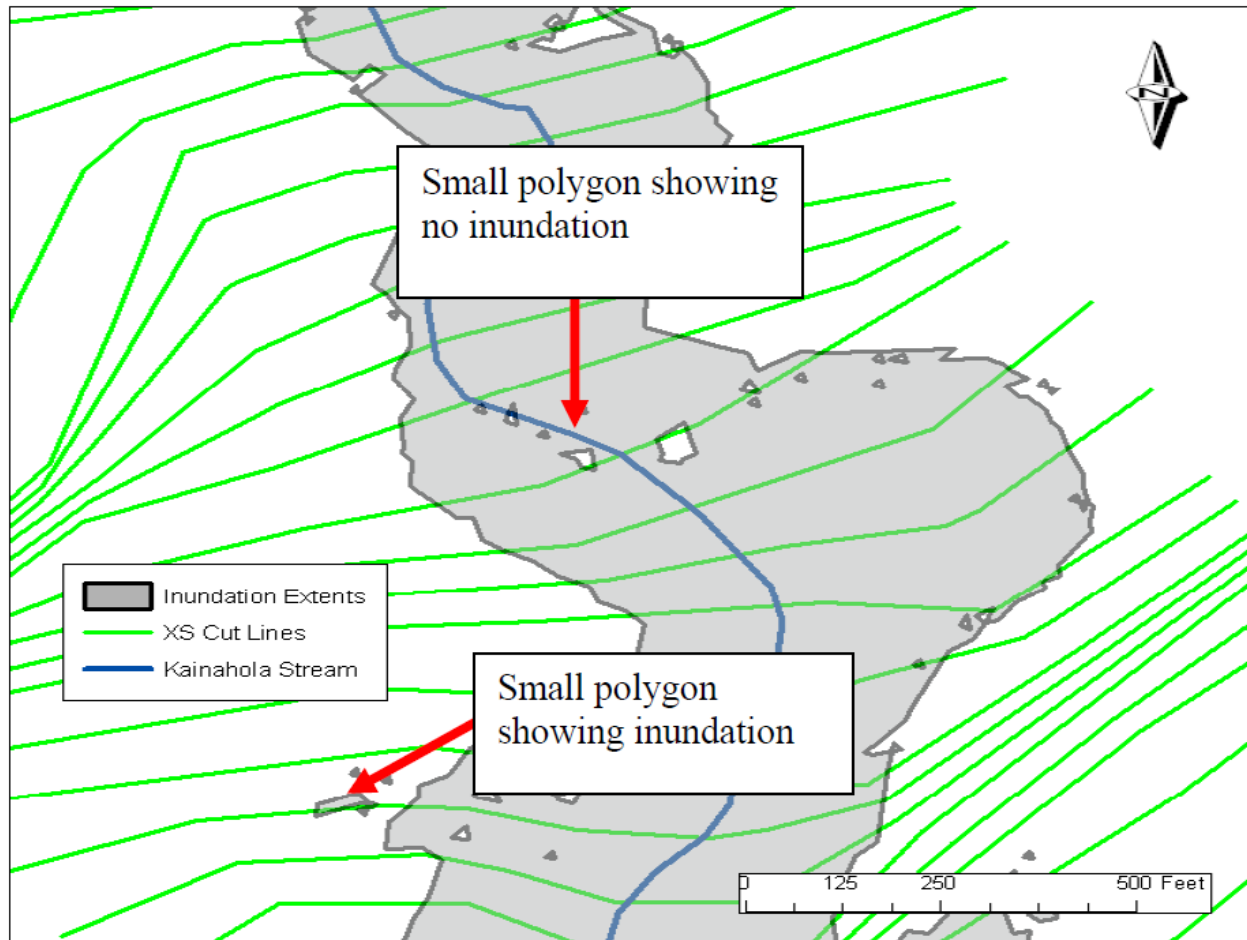 N
Small polygon showing
no inundation
Inundation Extents
XS Cut Lines
Kainahola Stream
Small polygon
showing inundation
0 125 250 500 Feet